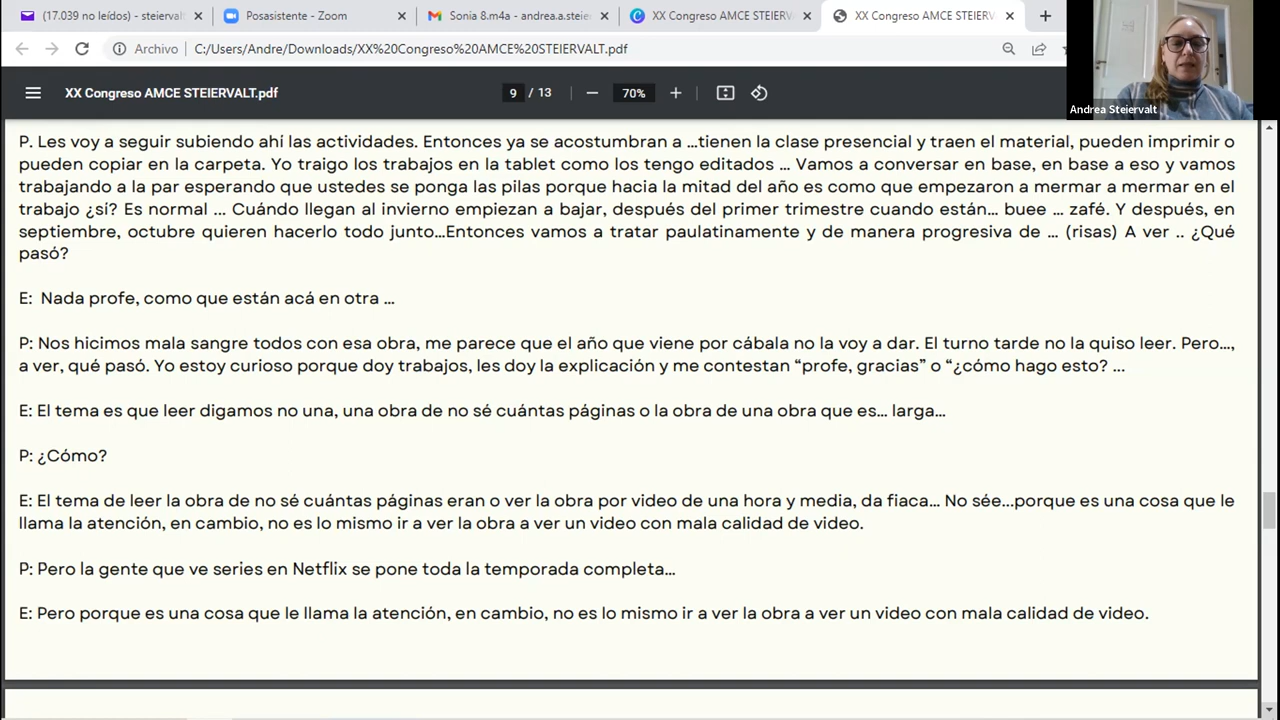 (17.039 no leídos) - steierval
Posasistente - Zoom
Sonia 8.m4a - andrea.a.steie
XX Congreso AMCE STEIERV
XX Congreso AMCE STEIERV
Archivo
C:/Users/Andre/Downloads/XX%20Congreso%20AMCE%20STEIERVALT.pdf
Andrea Steiervalt
XX Congreso AMCE STEIERVALT.pdf
9 / 13
70%
P. Les voy a seguir subiendo ahí las actividades. Entonces ya se acostumbran a ...tienen la clase presencial y traen el material, pueden imprimir o
pueden copiar en la carpeta. Yo traigo los trabajos en la tablet como los tengo editados ... Vamos a conversar en base, en base a eso y vamos
trabajando a la par esperando que ustedes se ponga las pilas porque hacia la mitad del año es como que empezaron a mermar a mermar en el
trabajo ¿sí? Es normal ... Cuándo llegan al invierno empiezan a bajar, después del primer trimestre cuando están... buee ... zafé. Y después, en
septiembre, octubre quieren hacerlo todo junto...Entonces vamos a tratar paulatinamente y de manera progresiva de ... (risas) A ver .. ¿Qué
pasó?
E:  Nada profe, como que están acá en otra ...
P: Nos hicimos mala sangre todos con esa obra, me parece que el año que viene por cábala no la voy a dar. El turno tarde no la quiso leer. Pero...,
a ver, qué pasó. Yo estoy curioso porque doy trabajos, les doy la explicación y me contestan “profe, gracias” o “¿cómo hago esto? ...
E: El tema es que leer digamos no una, una obra de no sé cuántas páginas o la obra de una obra que es... larga...
P: ¿Cómo?
E: El tema de leer la obra de no sé cuántas páginas eran o ver la obra por video de una hora y media, da fiaca... No sée...porque es una cosa que le
llama la atención, en cambio, no es lo mismo ir a ver la obra a ver un video con mala calidad de video.
P: Pero la gente que ve series en Netflix se pone toda la temporada completa...
E: Pero porque es una cosa que le llama la atención, en cambio, no es lo mismo ir a ver la obra a ver un video con mala calidad de video.